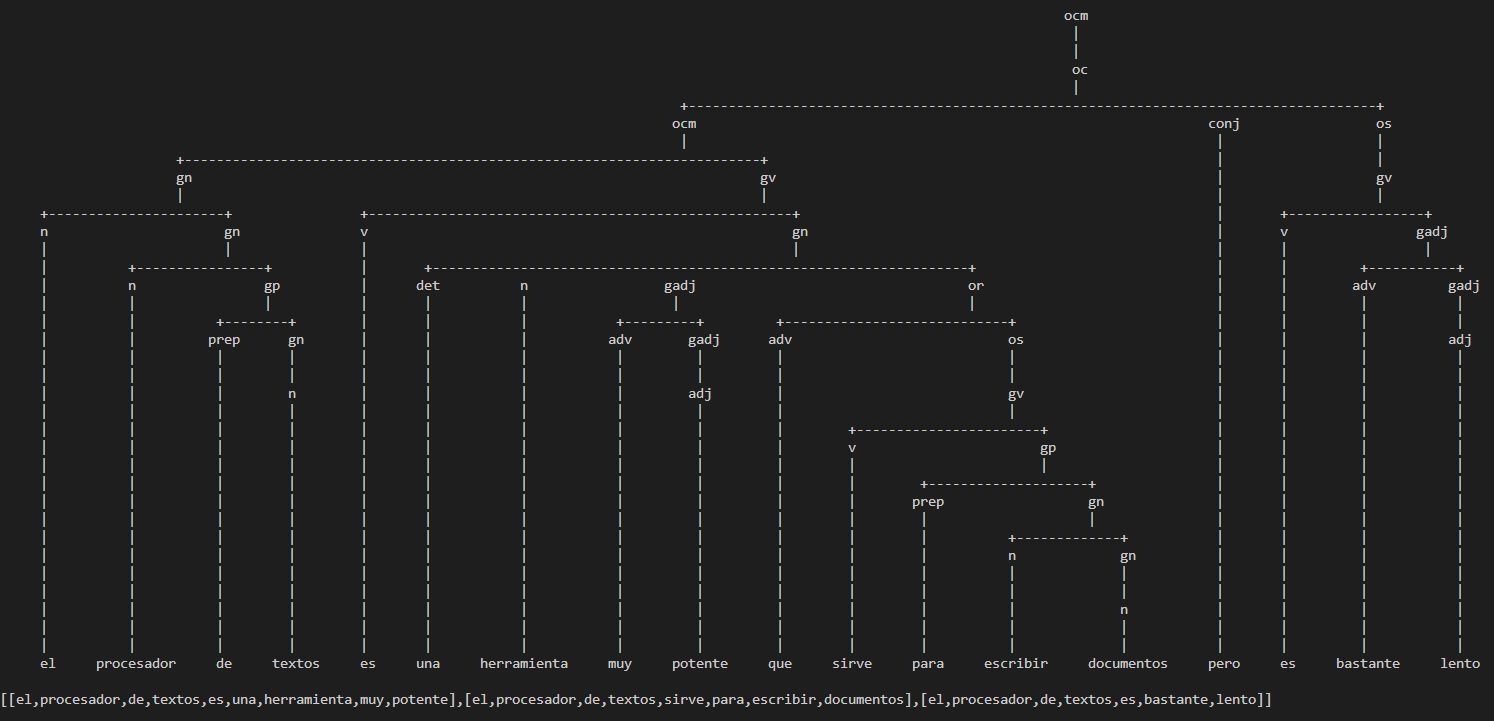 ocm
oc
ocm conj os
gn gv gv
n gn v gn v gadj
n gp det n gadj or adv gadj
prep gn adv gadj adv os adj
n adj gv
v gp
prep gn
n gn
n
el procesador de textos es una herramienta muy potente que sirve para escribir documentos pero es bastante lento
[[el,procesador,de,textos,es,una,herramienta,muy,potente],[el,procesador,de,textos,sirve,para,escribir,documentos],[el,procesador,de,textos,es,bastante,lento]]